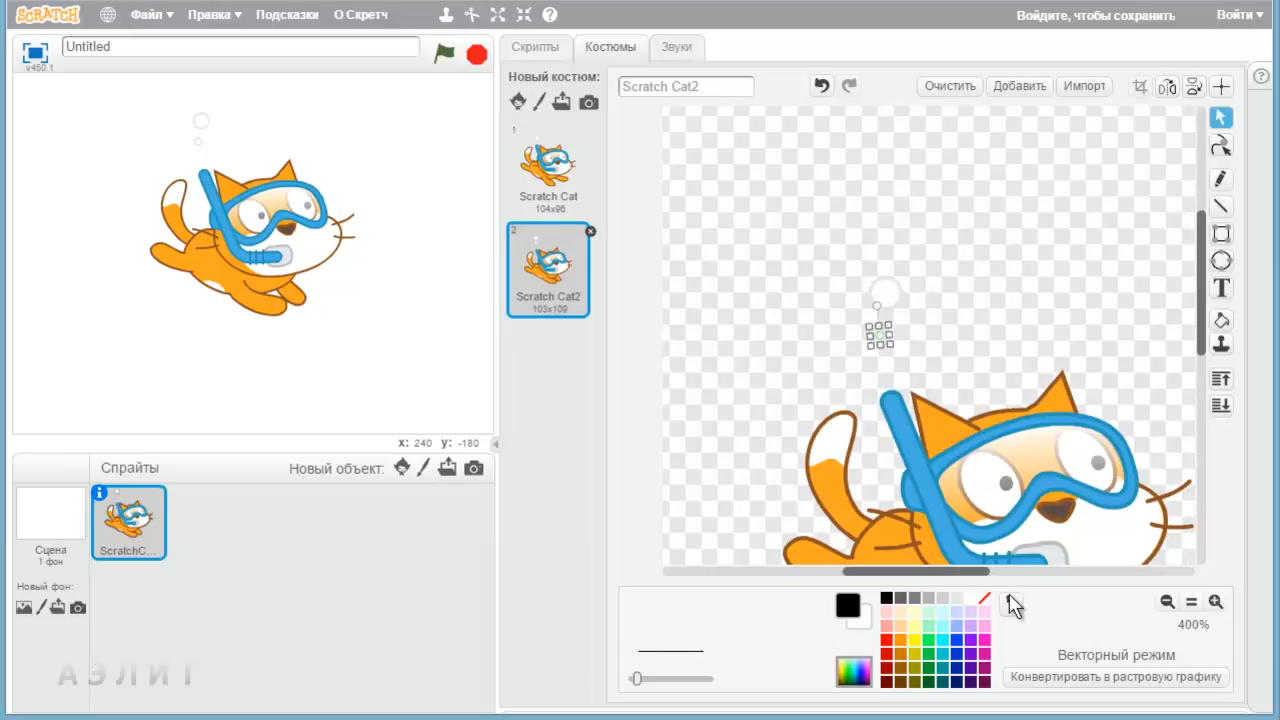 SCRATCH Файл Правка Подсказки О Скретч Войдите, чтобы сохранить Войти
v450.1 Untitled
Скрипты Костюмы Звуки
Новый костюм:
Scratch Cat2 Очистить Добавить Импорт
1
Scratch Cat
104x96
2
Scratch Cat2
103x109
T
x: 240 y: -180
Спрайты Новый объект:
Сцена
1 фон
Новый фон:
ScratchC...
400%
Векторный режим
Конвертировать в растровую графику